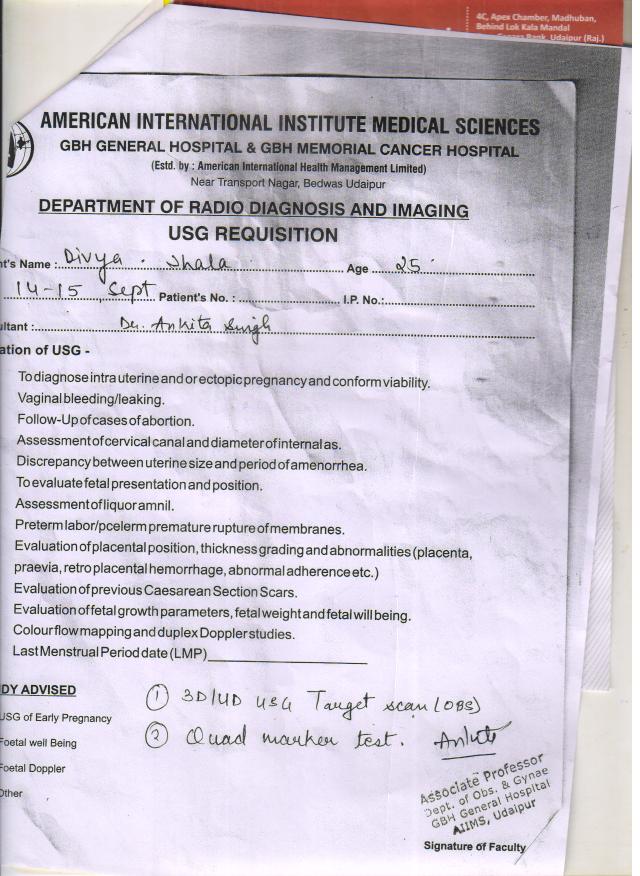 4C, Apex Chamber, Madhuban,
Behind Lok Kala Mandal
Bank, Udaipur (Raj.)
AMERICAN INTERNATIONAL INSTITUTE MEDICAL SCIENCES
GBH GENERAL HOSPITAL & GBH MEMORIAL CANCER HOSPITAL
(Estd. by : American International Health Management Limited)
Near Transport Nagar, Bedwas Udaipur
DEPARTMENT OF RADIO DIAGNOSIS AND IMAGING
USG REQUISITION
nt's Name : Divya . Jhala Age 25
14-15 Sept Patient's No. : I.P. No.:
ultant : Dr. Ankita Singh
ation of USG -
To diagnose intra uterine and or ectopic pregnancy and conform viability.
Vaginal bleeding/leaking.
Follow-Up of cases of abortion.
Assessment of cervical canal and diameter of internal as.
Discrepancy between uterine size and period of amenorrhea.
To evaluate fetal presentation and position.
Assessment of liquor amnil.
Preterm labor/pcelerm premature rupture of membranes.
Evaluation of placental position, thickness grading and abnormalities (placenta,
praevia, retro placental hemorrhage, abnormal adherence etc.)
Evaluation of previous Caesarean Section Scars.
Evaluation of fetal growth parameters, fetal weight and fetal will being.
Colour flow mapping and duplex Doppler studies.
Last Menstrual Period date (LMP)
DY ADVISED
① 3D/4D USG Target scan (OBS)
USG of Early Pregnancy
② Quad marker test. Ankita
Foetal well Being
Foetal Doppler
Other
Associate Professor
Dept. of Obs. & Gynae
GBH General Hospital
AIIMS, Udaipur
Signature of Faculty